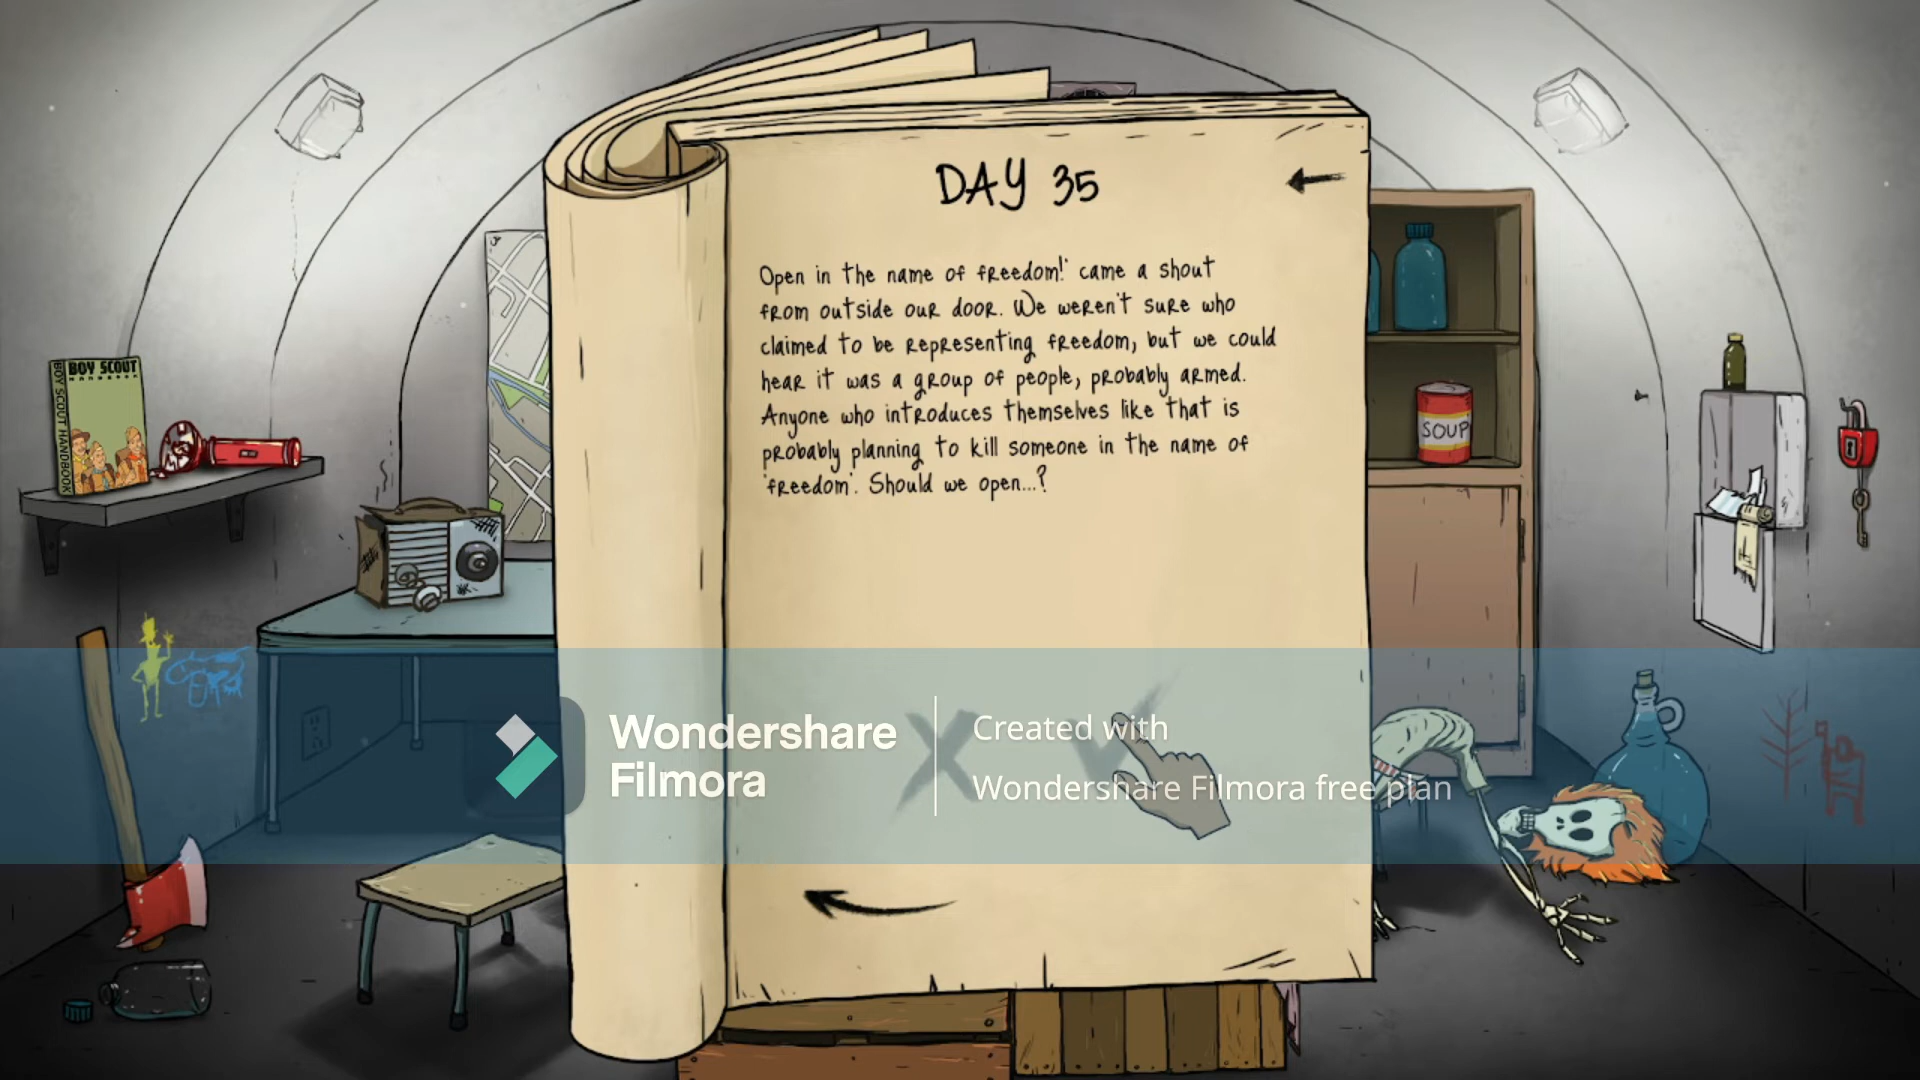 DAY 35
Open in the name of freedom!' came a shout
from outside our door. We weren't sure who
claimed to be representing freedom, but we could
hear it was a group of people, probably armed.
Anyone who introduces themselves like that is
probably planning to kill someone in the name of
'freedom'. Should we open...?
BOY SCOUT
HANDBOOK
BOY SCOUT HANDBOOK
SOUP
Wondershare
Filmora
Created with
Wondershare Filmora free plan